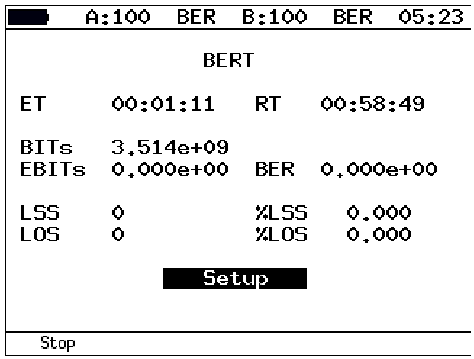 A:100 BER B:100 BER 05:23
BERT
ET 00:01:11 RT 00:58:49
BITs 3.514e+09
EBITs 0.000e+00 BER 0.000e+00
LSS 0 %LSS 0.000
LOS 0 %LOS 0.000
Setup
Stop